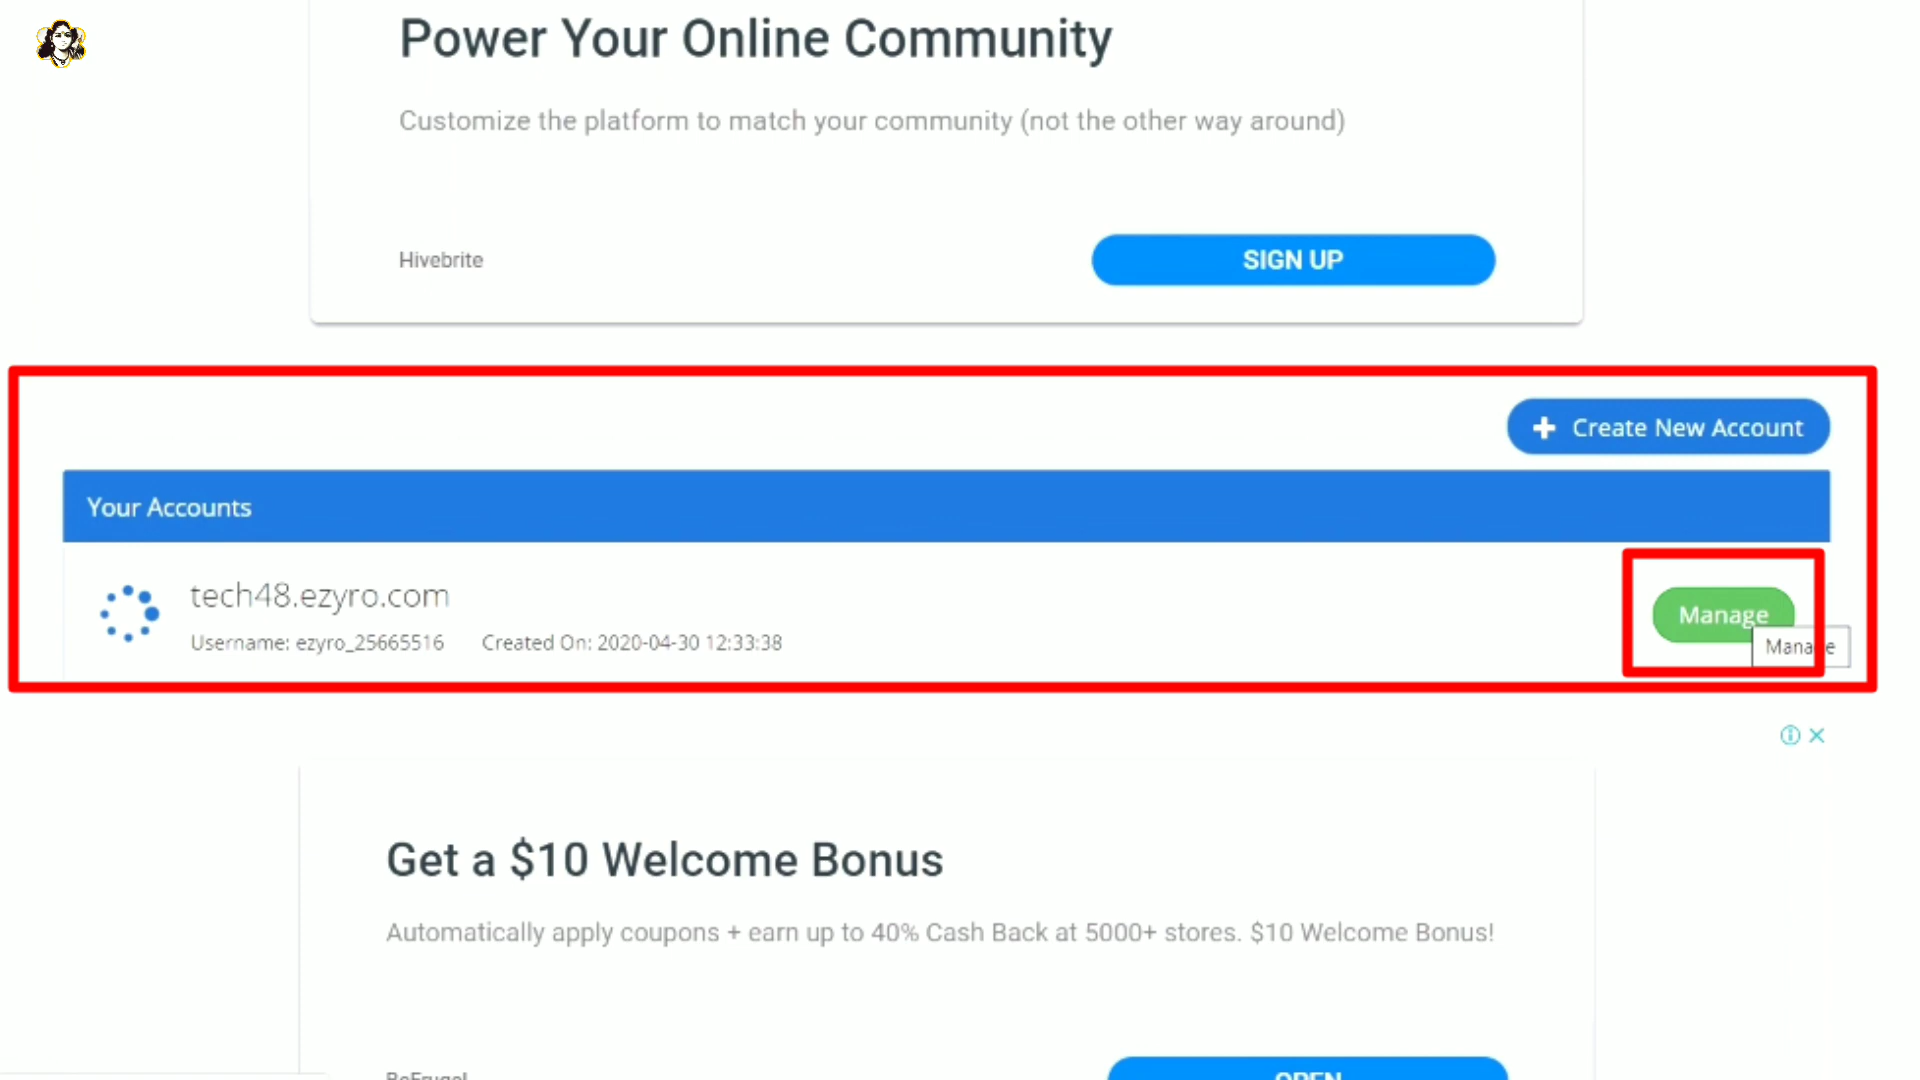 Power Your Online Community
Customize the platform to match your community (not the other way around)
Hivebrite
SIGN UP
Create New Account
Your Accounts
tech48.ezyro.com
Username: ezyro_25665516 Created On: 2020-04-30 12:33:38
Manage
Manage
Get a $10 Welcome Bonus
Automatically apply coupons + earn up to 40% Cash Back at 5000+ stores. $10 Welcome Bonus!
BeFrugal
OPEN